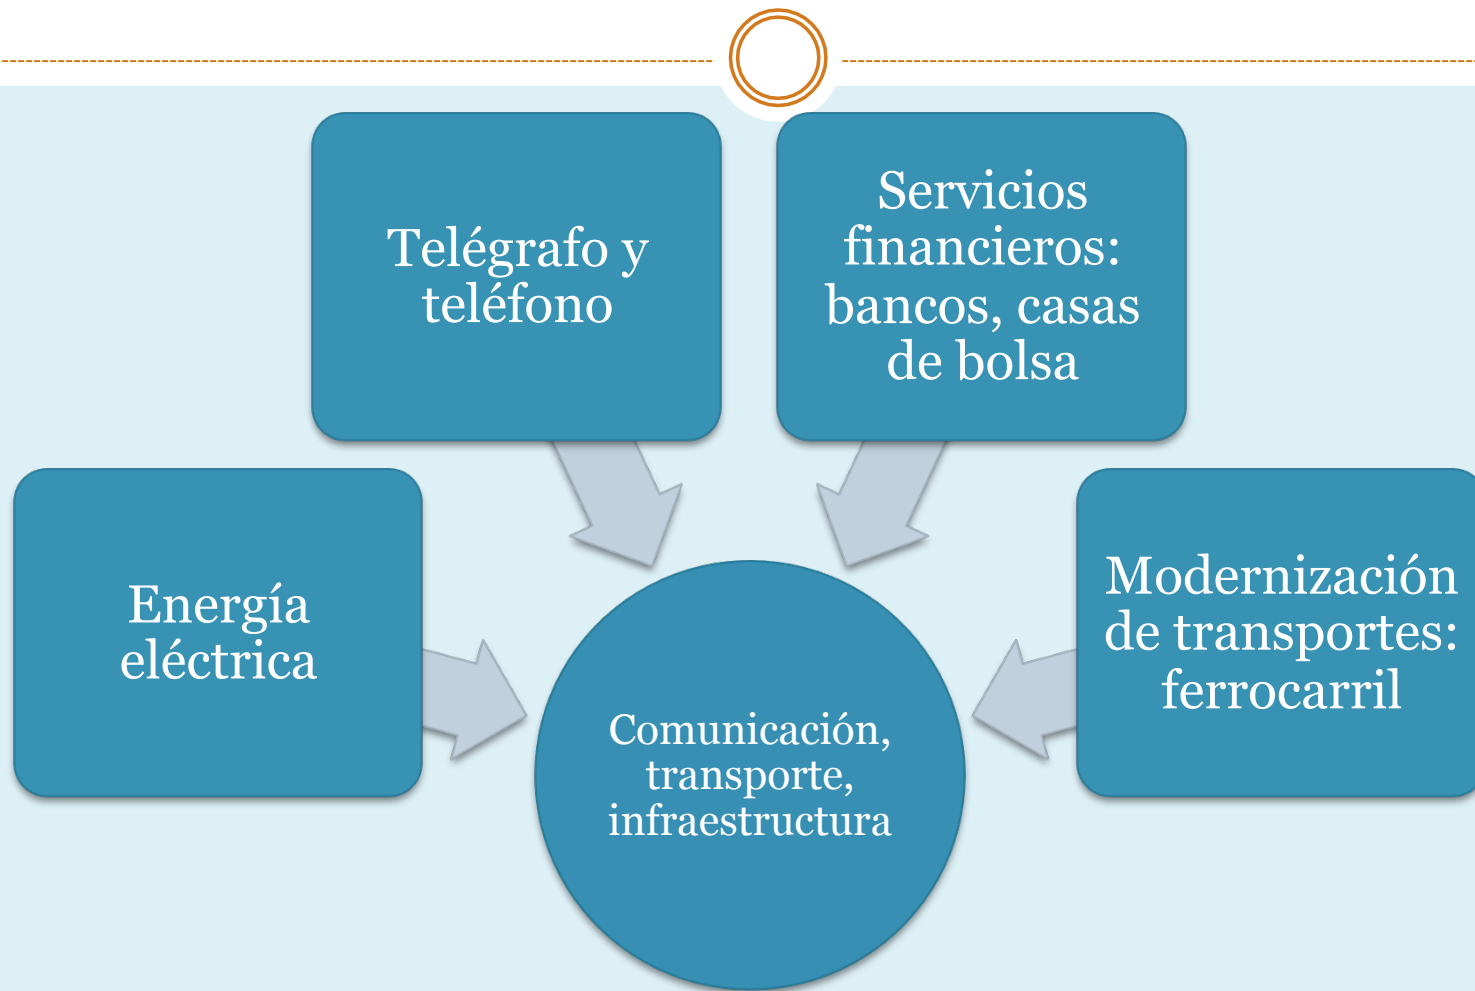 Telégrafo y
teléfono
Servicios
financieros:
bancos, casas
de bolsa
Energía
eléctrica
Modernización
de transportes:
ferrocarril
Comunicación,
transporte,
infraestructura